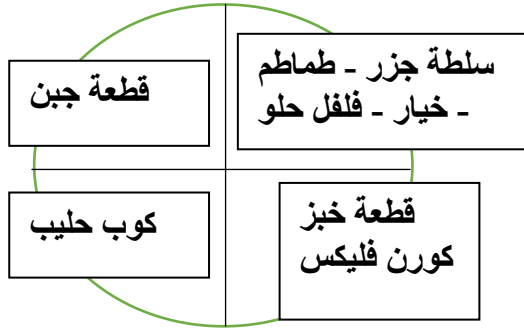 سلطة جزر - طماطم
- خيار - فلفل حلو
قطعة جبن
قطعة خبز
كورن فليكس
كوب حليب